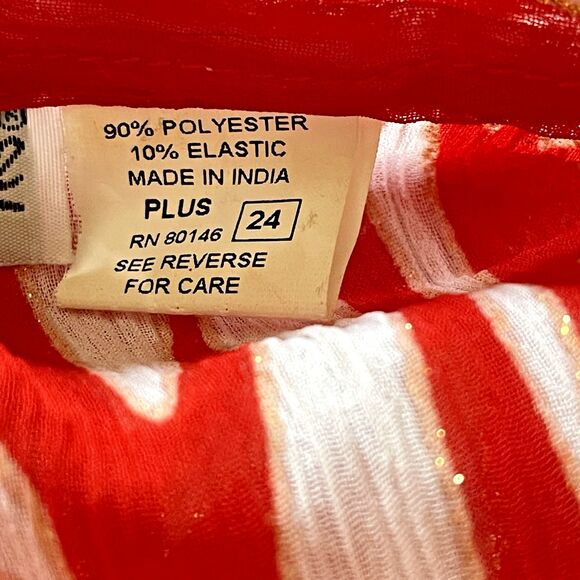 90% POLYESTER
10% ELASTIC
MADE IN INDIA
PLUS
RN 80146 24
SEE REVERSE
FOR CARE